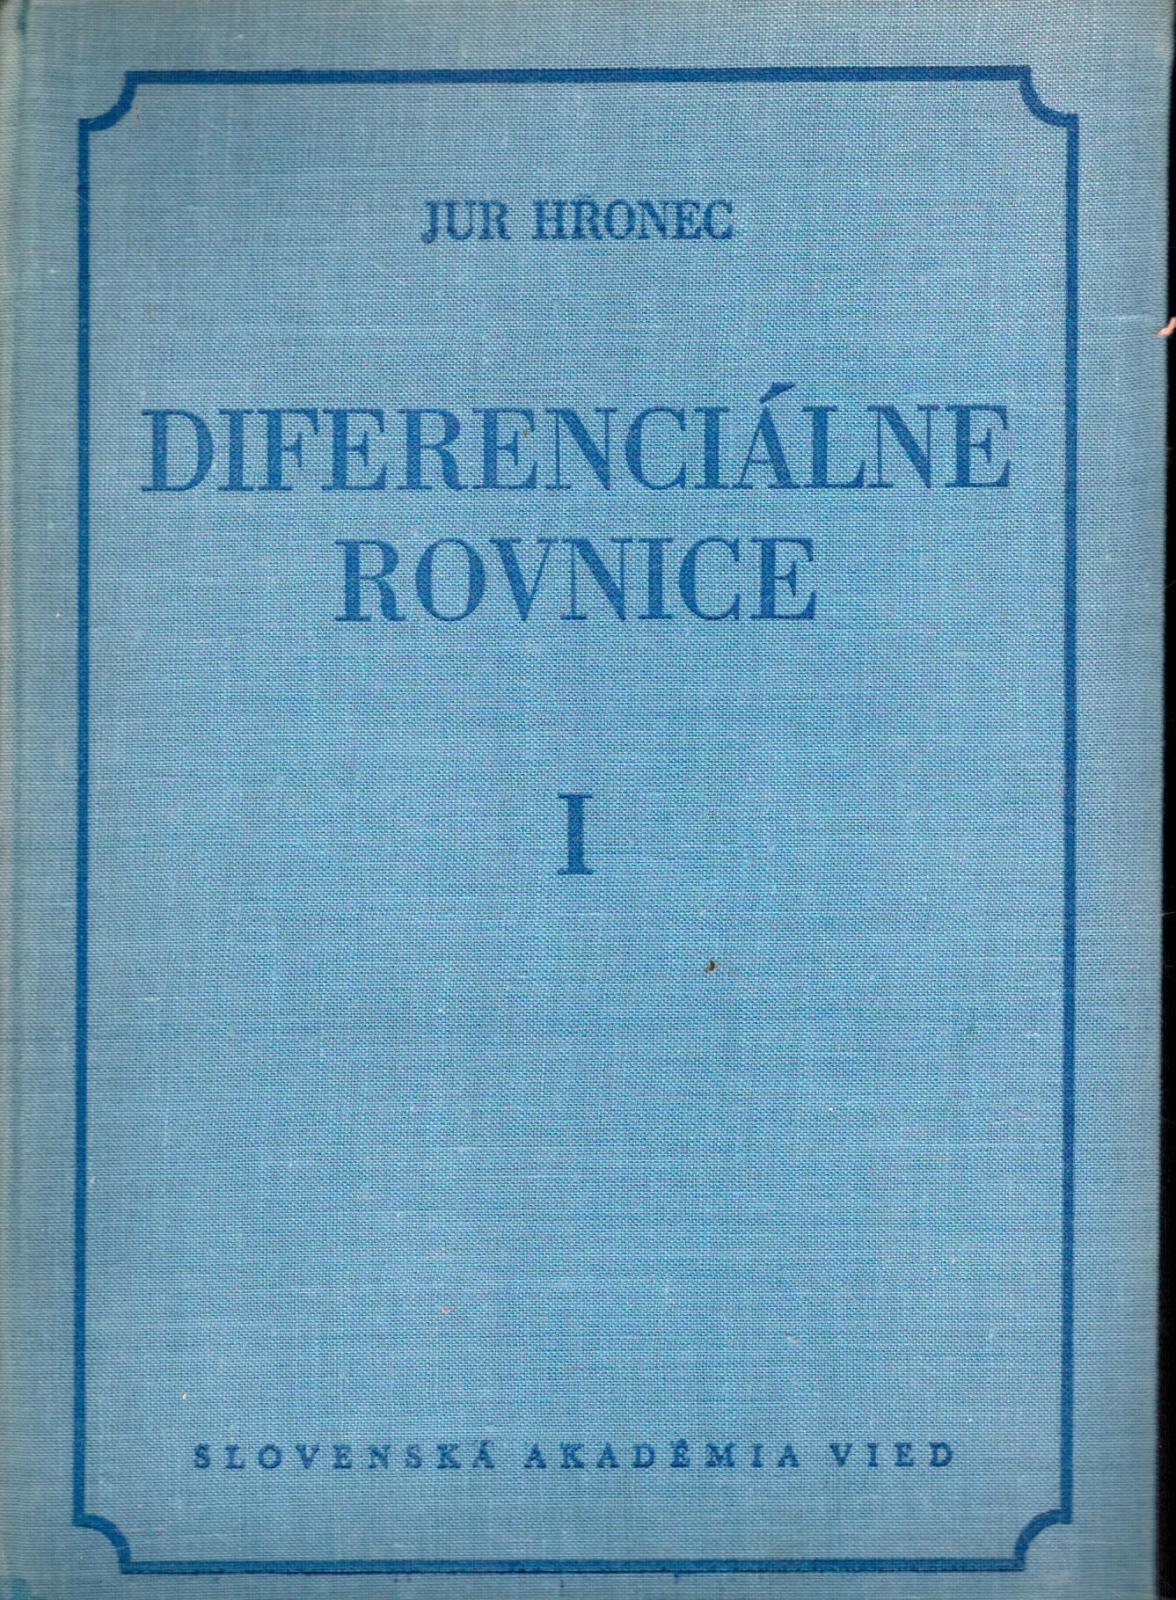 JUR HRONEC
DIFERENCIÁLNE
ROVNICE
I
SLOVENSKÁ AKADÉMIA VIED